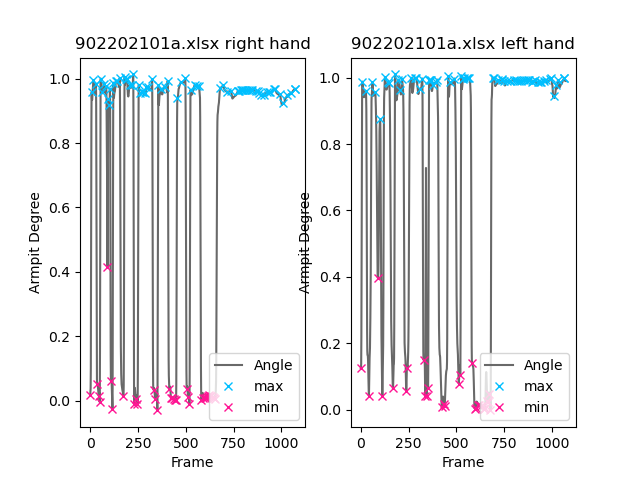 902202101a.xlsx right hand
1.0
0.8
0.6
0.4
0.2
0.0
Armpit Degree
0
250
500
750
1000
Frame
Angle
max
min
902202101a.xlsx left hand
1.0
0.8
0.6
0.4
0.2
0.0
Armpit Degree
0
250
500
750
1000
Frame
Angle
max
min